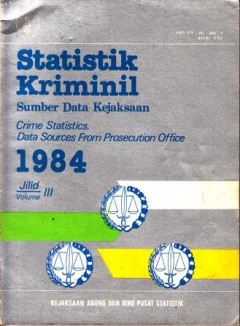 Statistik
Kriminil
Sumber Data Kejaksaan
Crime Statistics.
Data Sources From Prosecution Office
1984
Jilid
Volume III
KEJAKSAAN AGUNG DAN BIRO PUSAT STATISTIK